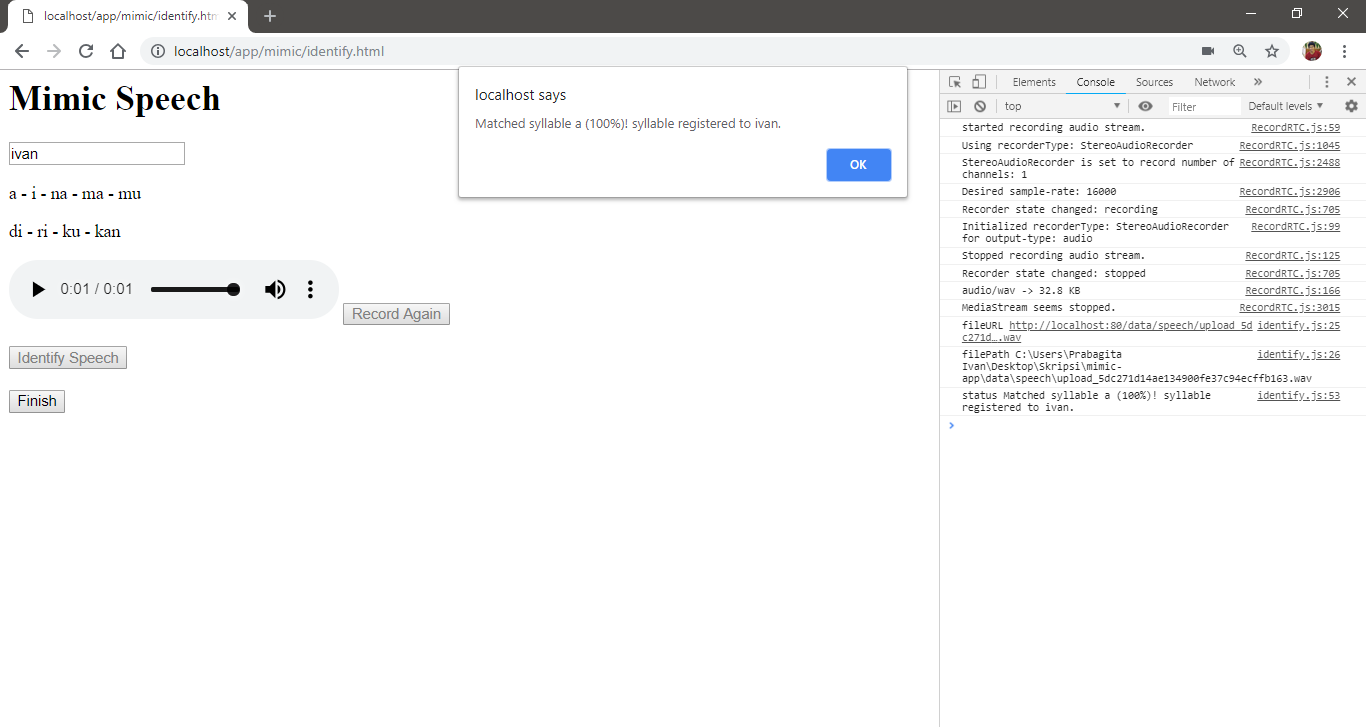 localhost/app/mimic/identify.htm
localhost/app/mimic/identify.html
Mimic Speech
ivan
a - i - na - ma - mu
di - ri - ku - kan
0:01 / 0:01
Record Again
Identify Speech
Finish
localhost says
Matched syllable a (100%)! syllable registered to ivan.
OK
Elements Console Sources Network »
top Filter Default levels
started recording audio stream. RecordRTC.js:59
Using recorderType: StereoAudioRecorder RecordRTC.js:1045
StereoAudioRecorder is set to record number of RecordRTC.js:2488
channels: 1
Desired sample-rate: 16000 RecordRTC.js:2906
Recorder state changed: recording RecordRTC.js:705
Initialized recorderType: StereoAudioRecorder RecordRTC.js:99
for output-type: audio
Stopped recording audio stream. RecordRTC.js:125
Recorder state changed: stopped RecordRTC.js:705
audio/wav -> 32.8 KB RecordRTC.js:166
MediaStream seems stopped. RecordRTC.js:3015
fileURL http://localhost:80/data/speech/upload_5d identify.js:25
c271d….wav
filePath C:\Users\Prabagita identify.js:26
Ivan\Desktop\Skripsi\mimic-
app\data\speech\upload_5dc271d14ae134900fe37c94ecffb163.wav
status Matched syllable a (100%)! syllable identify.js:53
registered to ivan.